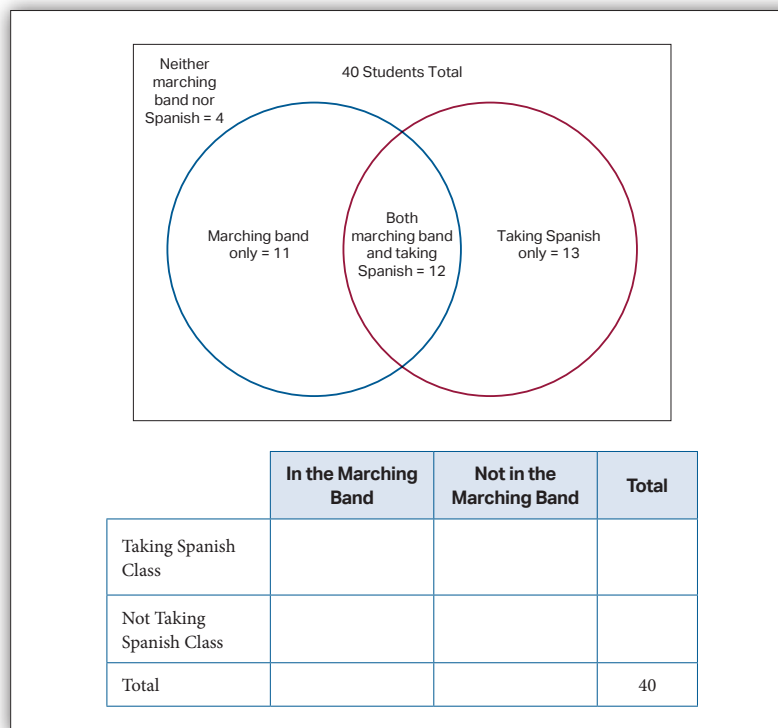 Neither
marching
band nor
Spanish = 4
40 Students Total
Marching band
only = 11
Both
marching band
and taking
Spanish = 12
Taking Spanish
only = 13
In the Marching
Band
Not in the
Marching Band
Total
Taking Spanish
Class
Not Taking
Spanish Class
Total
40